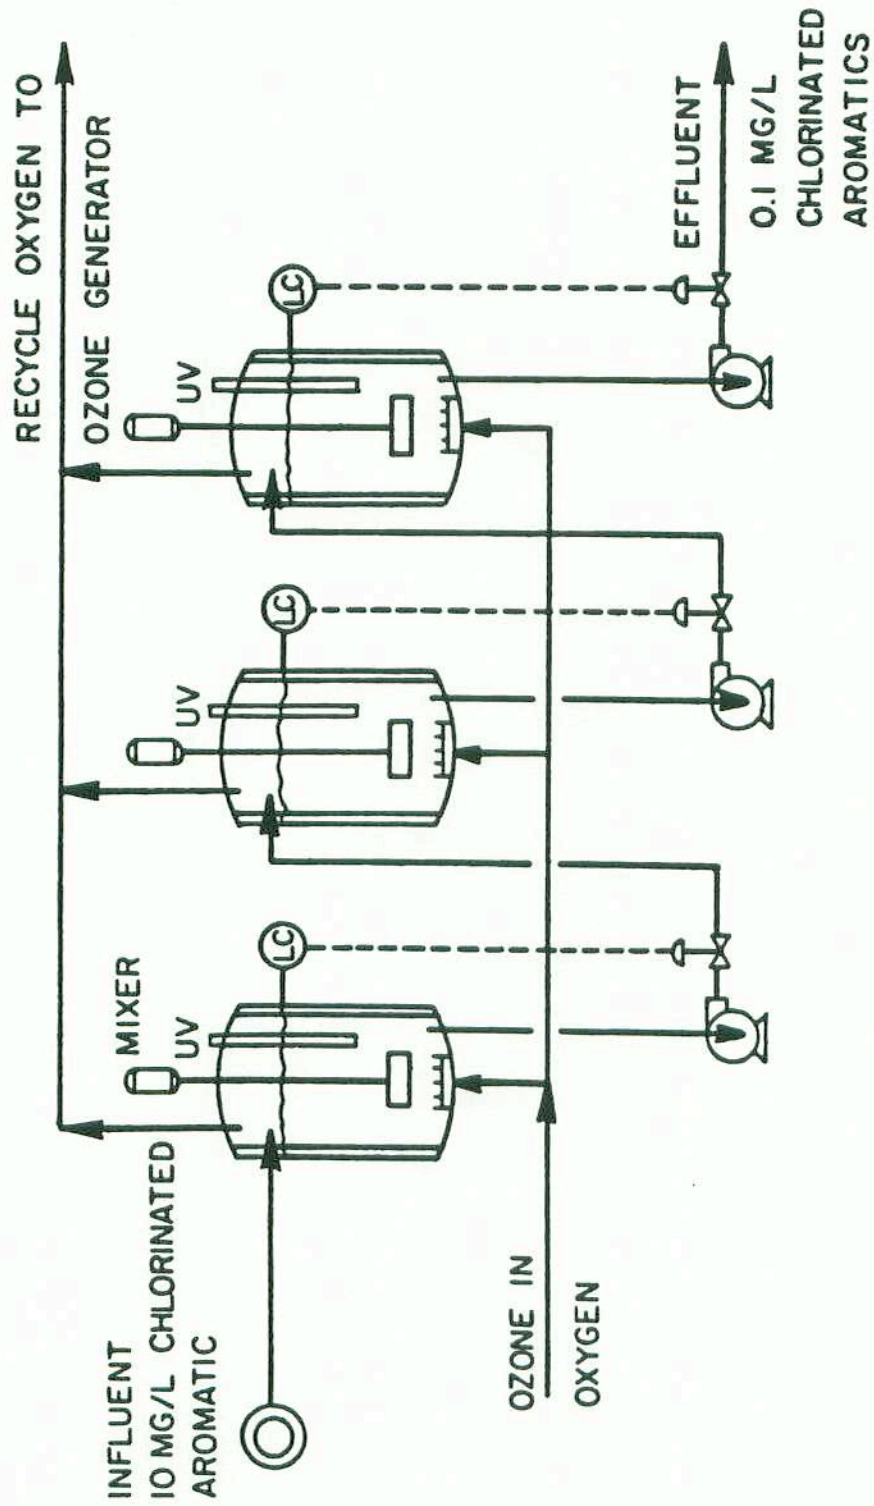 RECYCLE OXYGEN TO
OZONE GENERATOR
INFLUENT
10 MG/L CHLORINATED
AROMATIC
MIXER
UV
UV
UV
LC
LC
LC
OZONE IN
OXYGEN
EFFLUENT
0.1 MG/L
CHLORINATED
AROMATICS